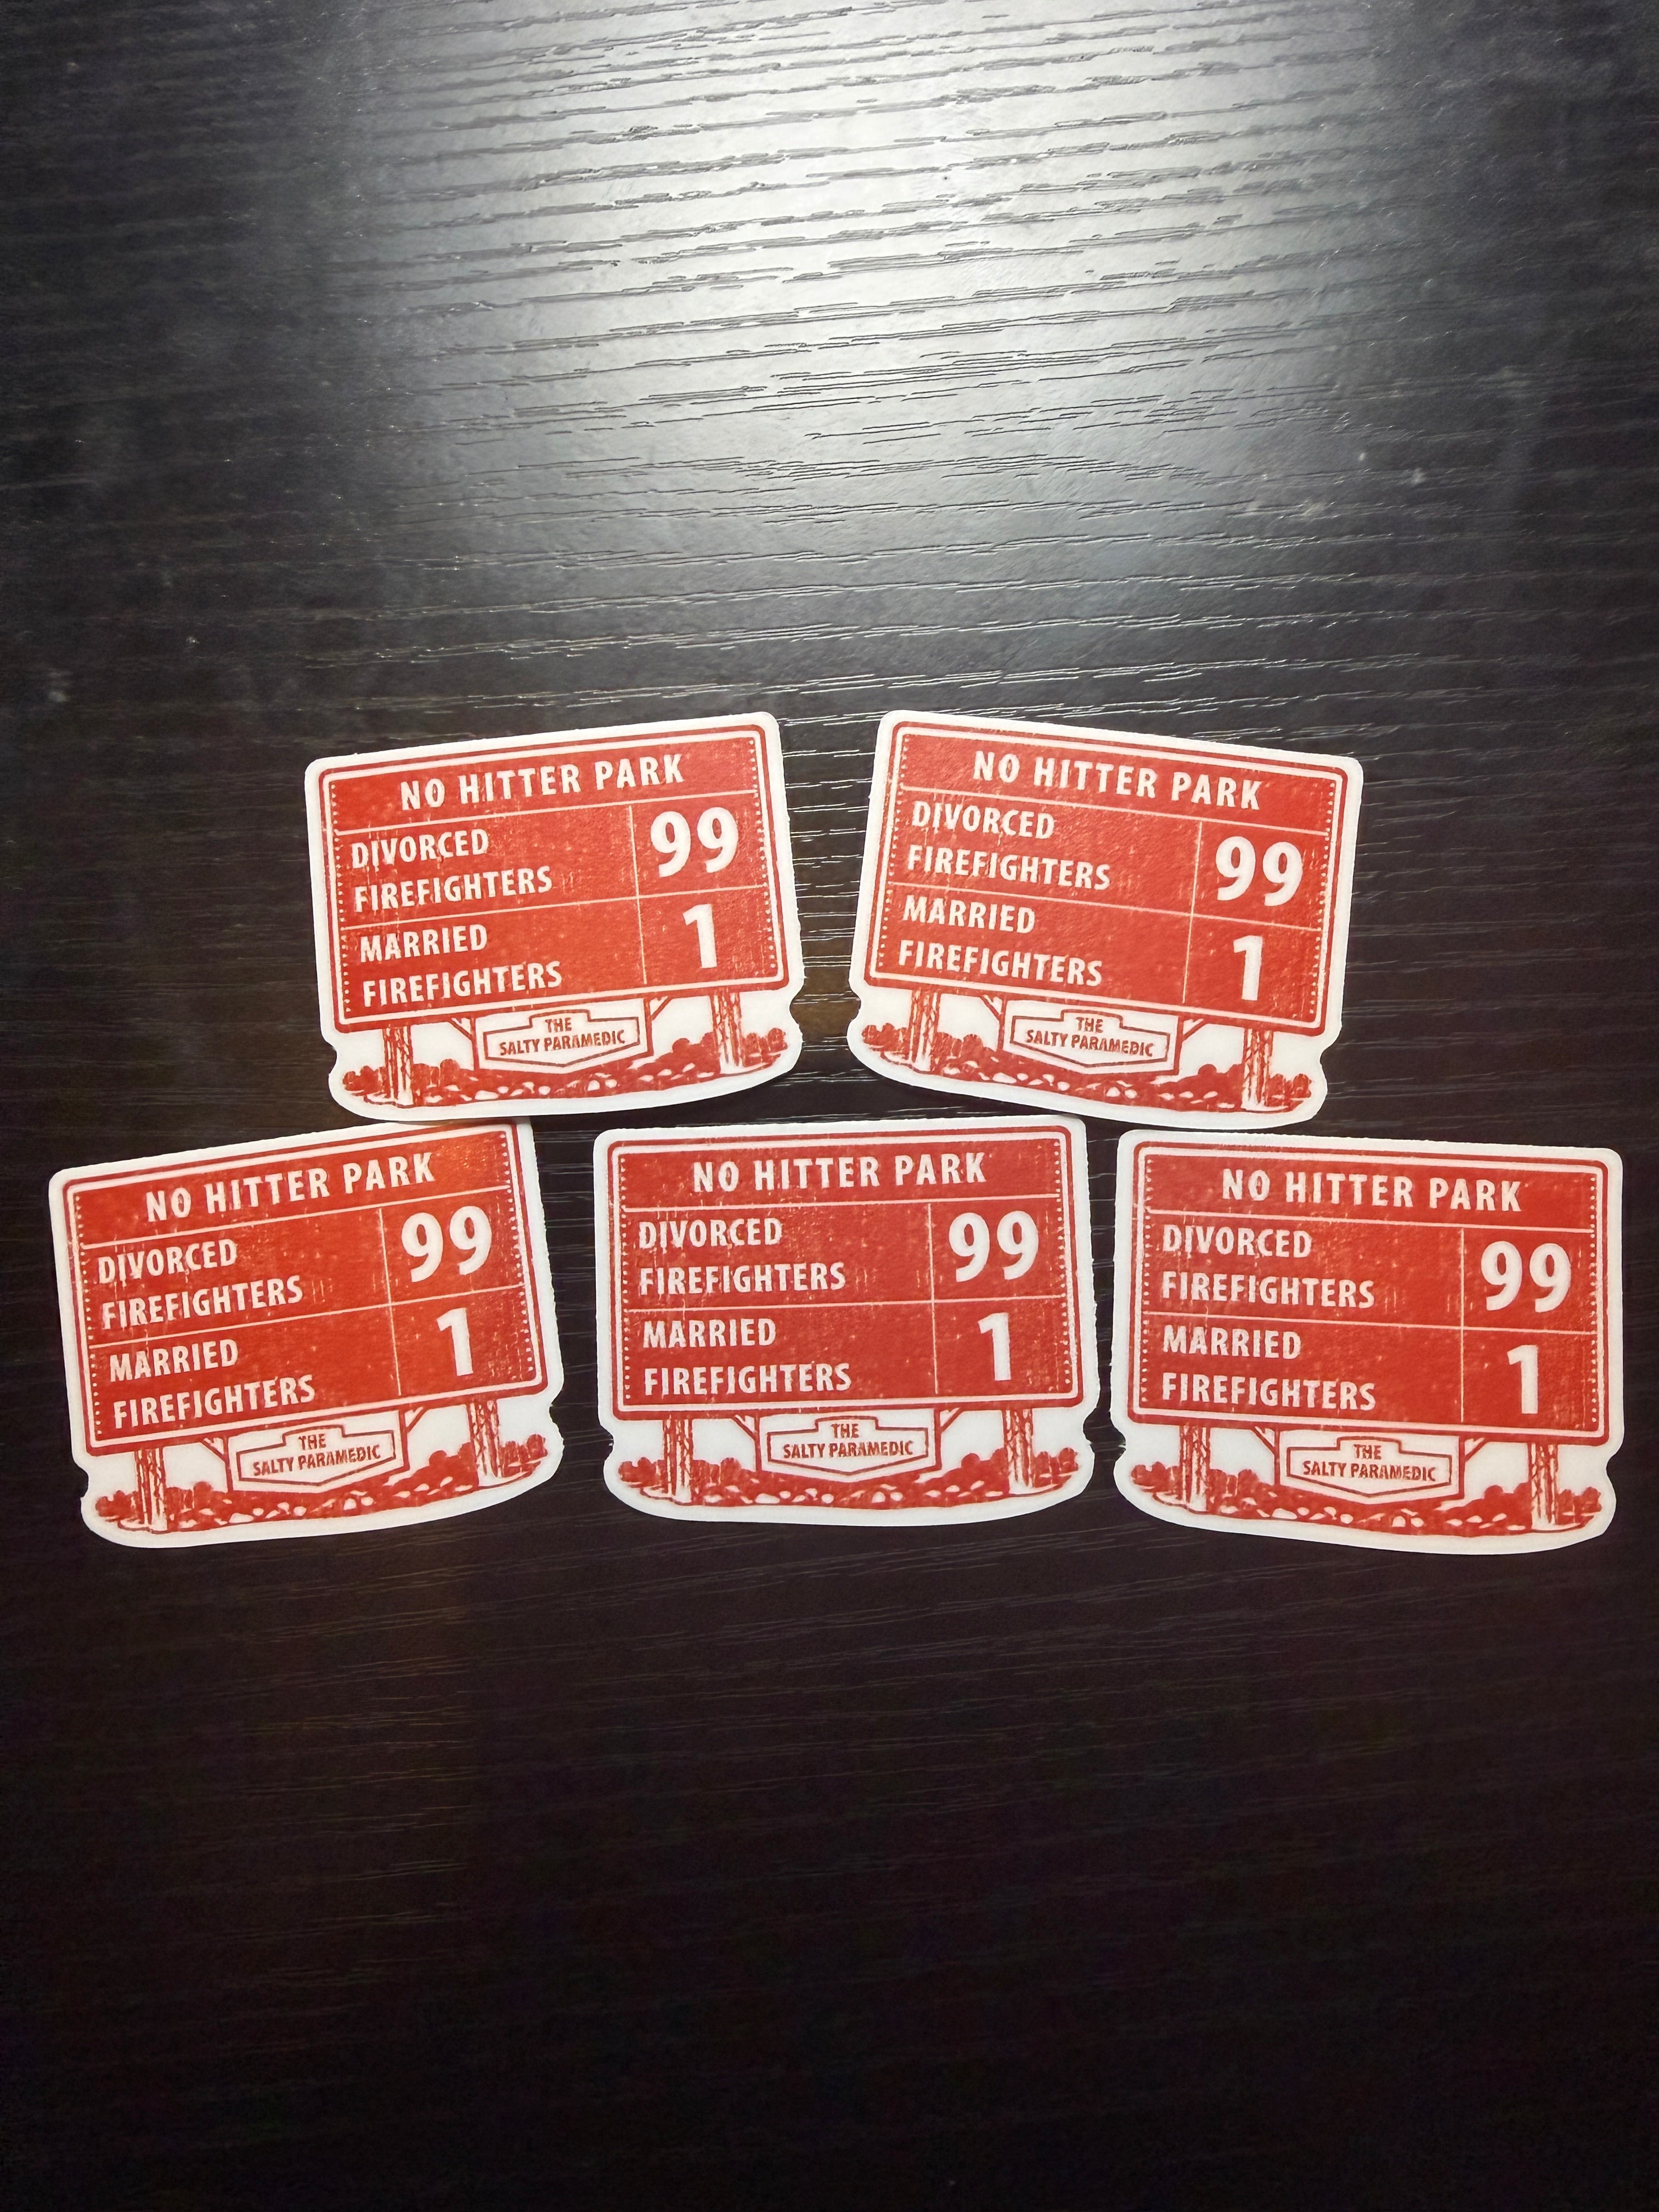 NO HITTER PARK
DIVORCED
FIREFIGHTERS
99
MARRIED
FIREFIGHTERS
1
THE
SALTY PARAMEDIC
NO HITTER PARK
DIVORCED
FIREFIGHTERS
99
MARRIED
FIREFIGHTERS
1
THE
SALTY PARAMEDIC
NO HITTER PARK
DIVORCED
FIREFIGHTERS
99
MARRIED
FIREFIGHTERS
1
THE
SALTY PARAMEDIC
NO HITTER PARK
DIVORCED
FIREFIGHTERS
99
MARRIED
FIREFIGHTERS
1
THE
SALTY PARAMEDIC
NO HITTER PARK
DIVORCED
FIREFIGHTERS
99
MARRIED
FIREFIGHTERS
1
THE
SALTY PARAMEDIC